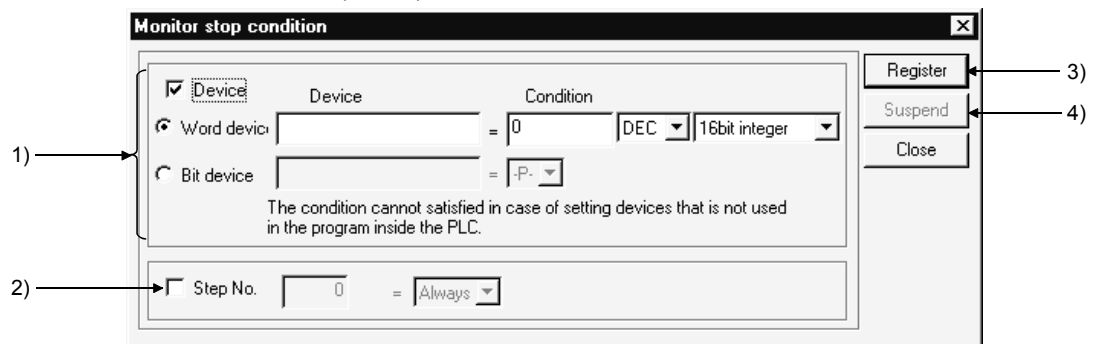 Monitor stop condition
Register 3)
Device
Device Condition
Suspend 4)
Word devic = 0 DEC 16bit integer
1)
Close
Bit device = -P-
The condition cannot satisfied in case of setting devices that is not used
in the program inside the PLC.
2) Step No. 0 = Always